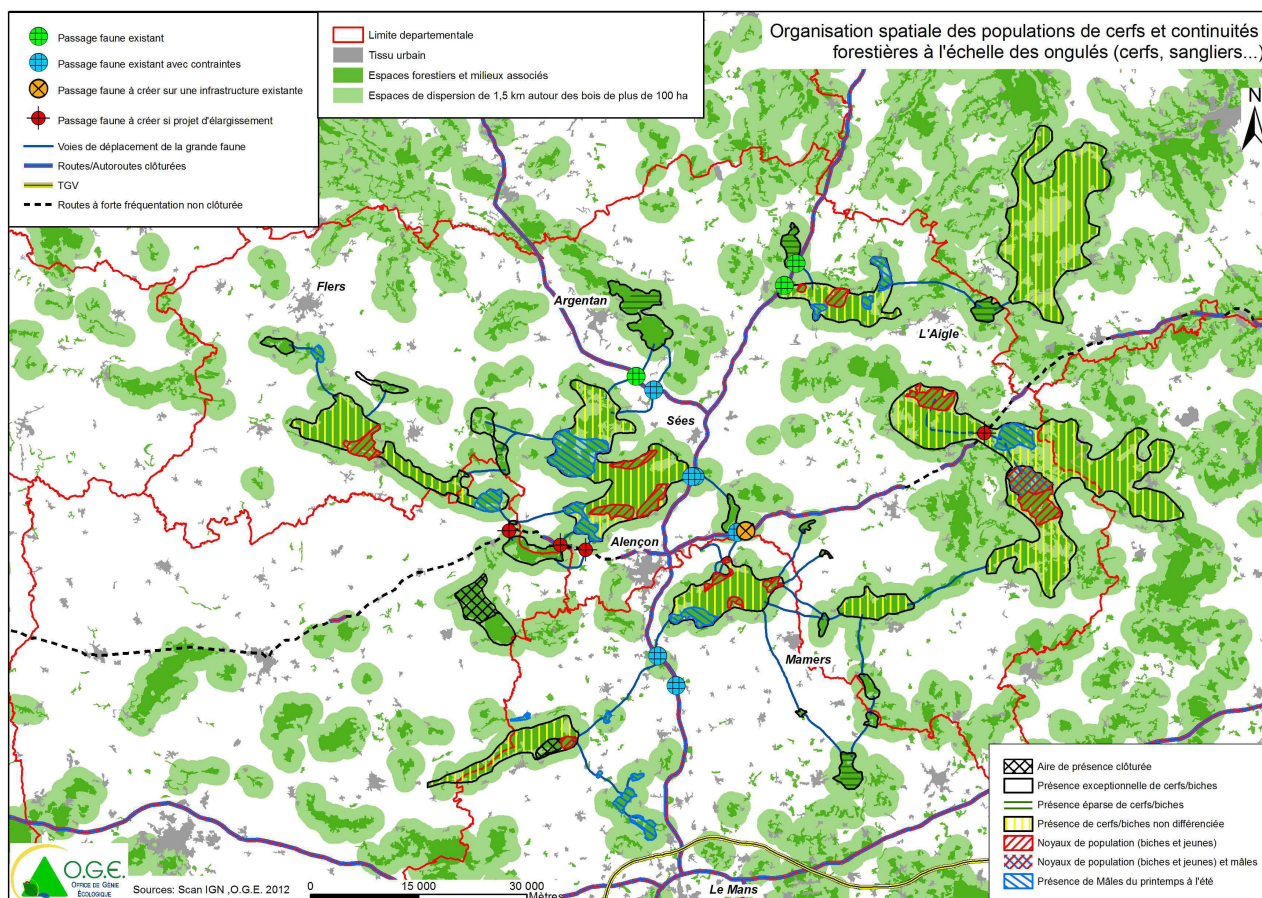 Passage faune existant
Passage faune existant avec contraintes
Passage faune à créer sur une infrastructure existante
Passage faune à créer si projet d'élargissement
Voies de déplacement de la grande faune
Routes/Autoroutes clôturées
TGV
Routes à forte fréquentation non clôturée
Limite departementale
Tissu urbain
Espaces forestiers et milieux associés
Espaces de dispersion de 1,5 km autour des bois de plus de 100 ha
Organisation spatiale des populations de cerfs et continuités
forestières à l'échelle des ongulés (cerfs, sangliers...)
N
Flers
Argentan
L'Aigle
Sées
Alençon
Mamers
Le Mans
Aire de présence clôturée
Présence exceptionnelle de cerfs/biches
Présence éparse de cerfs/biches
Présence de cerfs/biches non différenciée
Noyaux de population (biches et jeunes)
Noyaux de population (biches et jeunes) et mâles
Présence de Mâles du printemps à l'été
O.G.E.
OFFICE DE GÉNIE
ÉCOLOGIQUE
Sources: Scan IGN ,O.G.E. 2012
0 15 000 30 000
Mètres